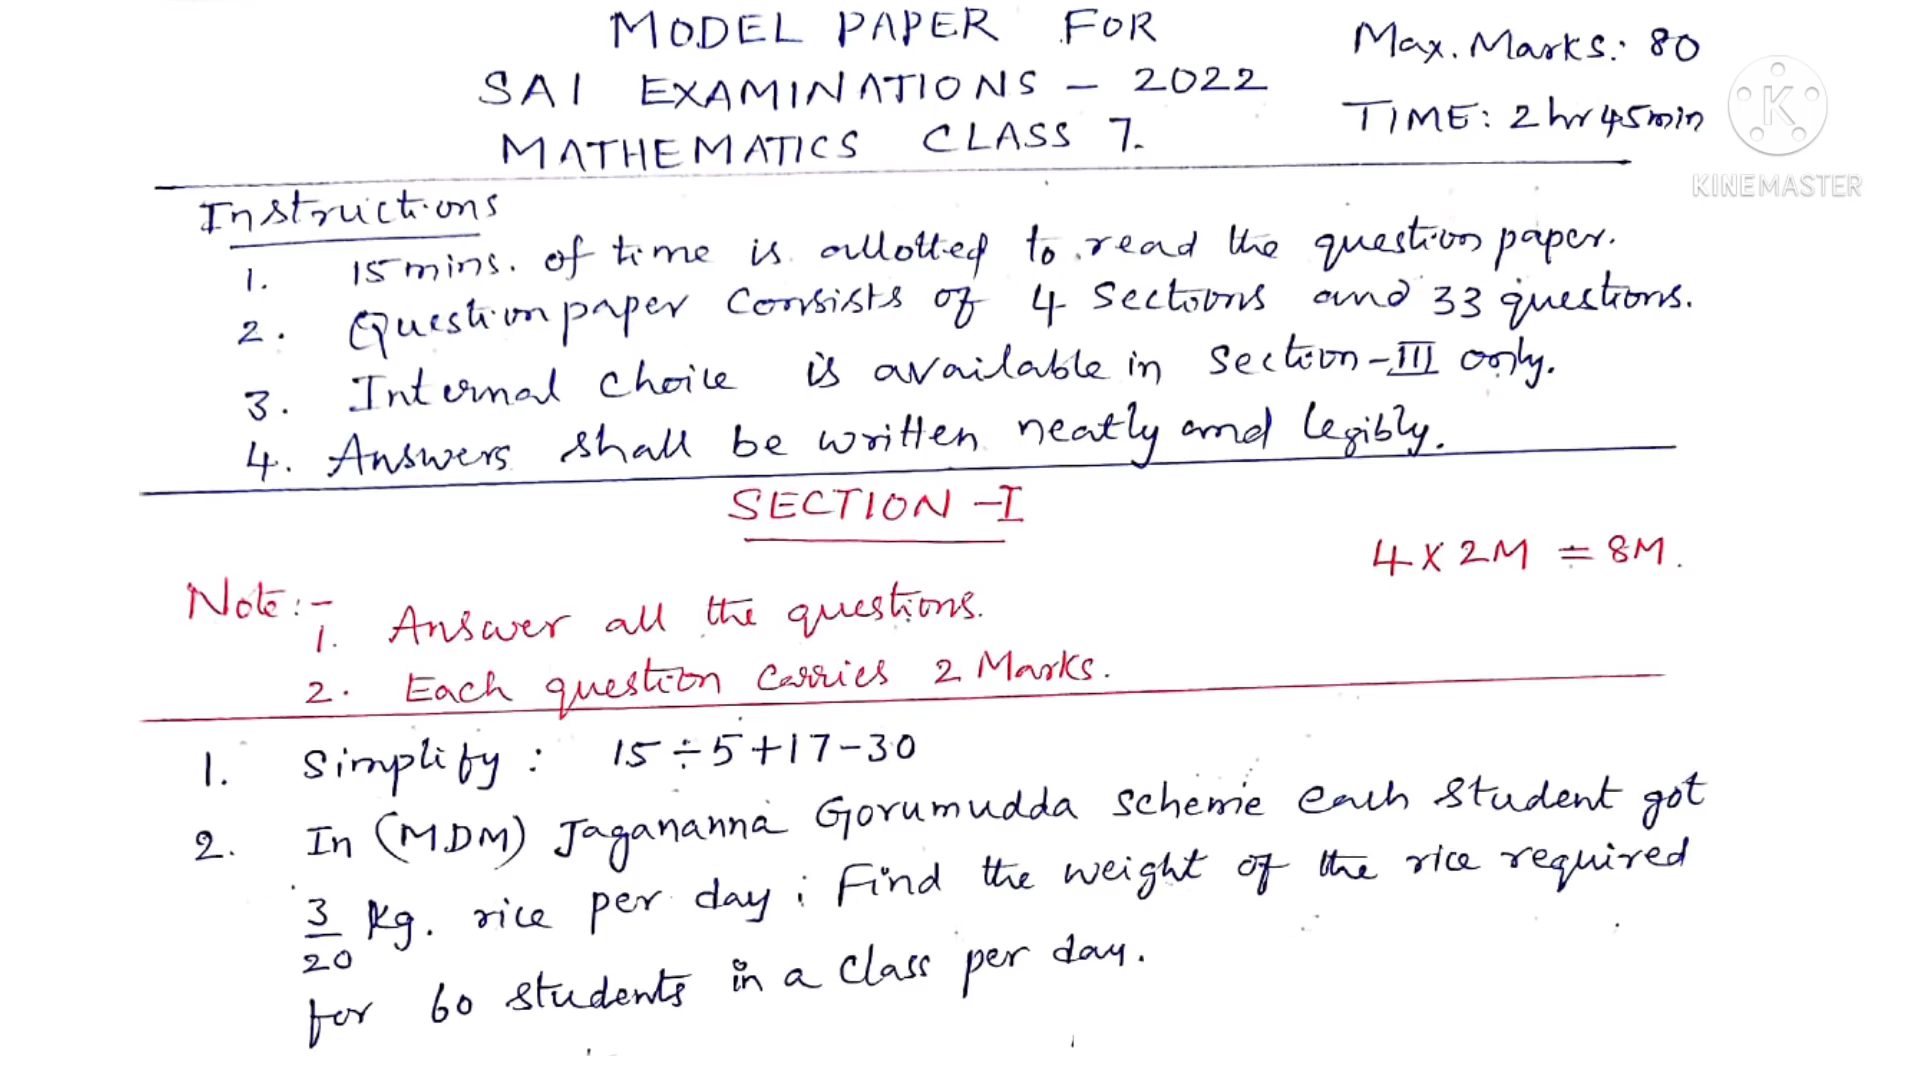 MODEL PAPER FOR
SA1 EXAMINATIONS - 2022
MATHEMATICS CLASS 7.
Max. Marks: 80
TIME: 2hr 45min
K
KINEMASTER
Instructions
1. 15 mins. of time is allotted to read the question paper.
2. Question paper consists of 4 Sections and 33 questions.
3. Internal choice is available in Section-III only.
4. Answers shall be written neatly and legibly.
SECTION -I
4 X 2M = 8M.
Note:-
1. Answer all the questions.
2. Each question carries 2 Marks.
1. Simplify : 15÷5+17-30
2. In (MDM) Jagananna Gorumudda scheme each student got
3/20 kg. rice per day; Find the weight of the rice required
for 60 students in a class per day.